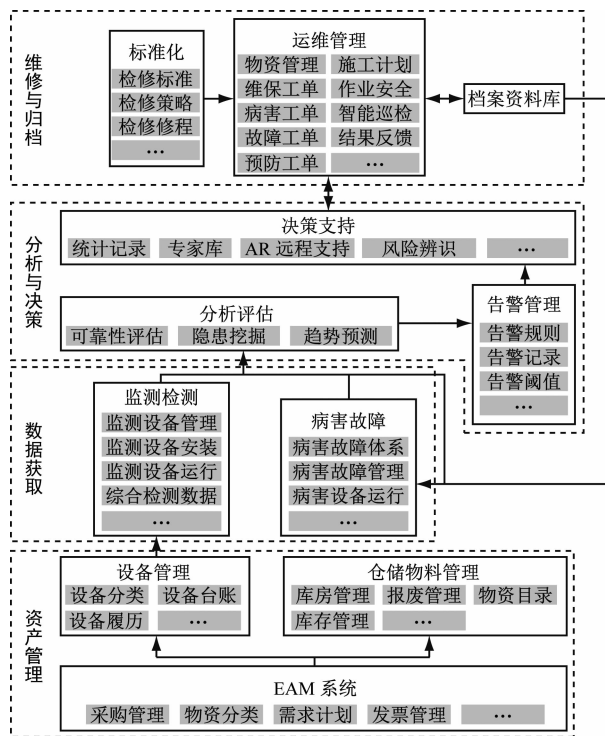 维修与归档
标准化
检修标准
检修策略
检修修程
…
运维管理
物资管理 施工计划
维保工单 作业安全
病害工单 智能巡检
故障工单 结果反馈
预防工单 …
档案资料库
分析与决策
决策支持
统计记录 专家库 AR 远程支持 风险辨识 …
分析评估
可靠性评估 隐患挖掘 趋势预测
告警管理
告警规则
告警记录
告警阈值
…
数据获取
监测检测
监测设备管理
监测设备安装
监测设备运行
综合检测数据
…
病害故障
病害故障体系
病害故障管理
病害设备运行
…
资产管理
设备管理
设备分类 设备台账
设备履历 …
仓储物料管理
库房管理 报废管理 物资目录
库存管理 …
EAM 系统
采购管理 物资分类 需求计划 发票管理 …